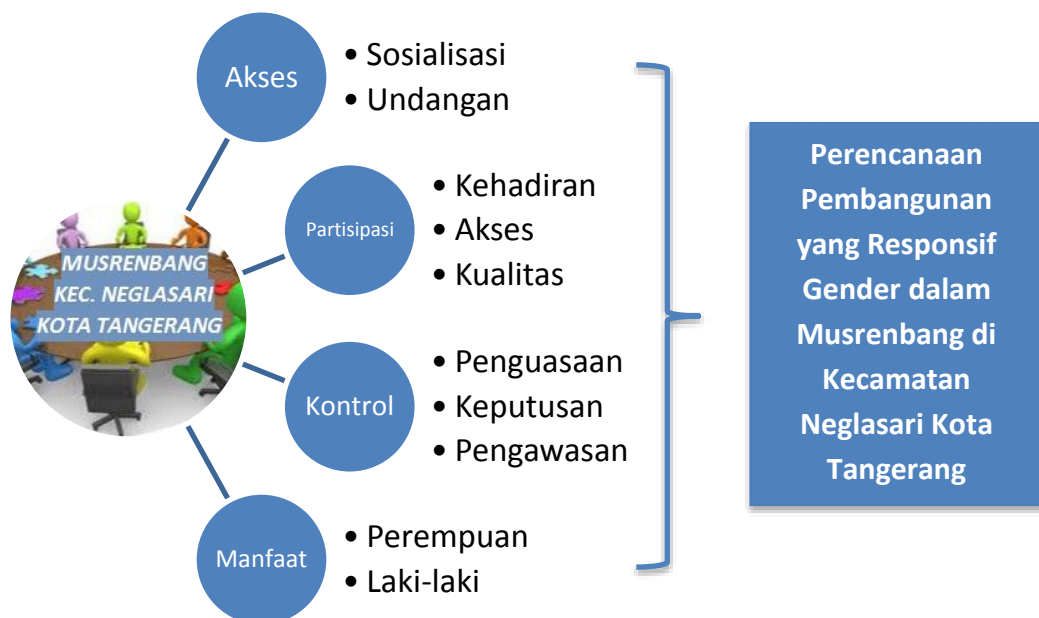 MUSRENBANG
KEC. NEGLASARI
KOTA TANGERANG
Akses
• Sosialisasi
• Undangan
Partisipasi
• Kehadiran
• Akses
• Kualitas
Kontrol
• Penguasaan
• Keputusan
• Pengawasan
Manfaat
• Perempuan
• Laki-laki
Perencanaan
Pembangunan
yang Responsif
Gender dalam
Musrenbang di
Kecamatan
Neglasari Kota
Tangerang